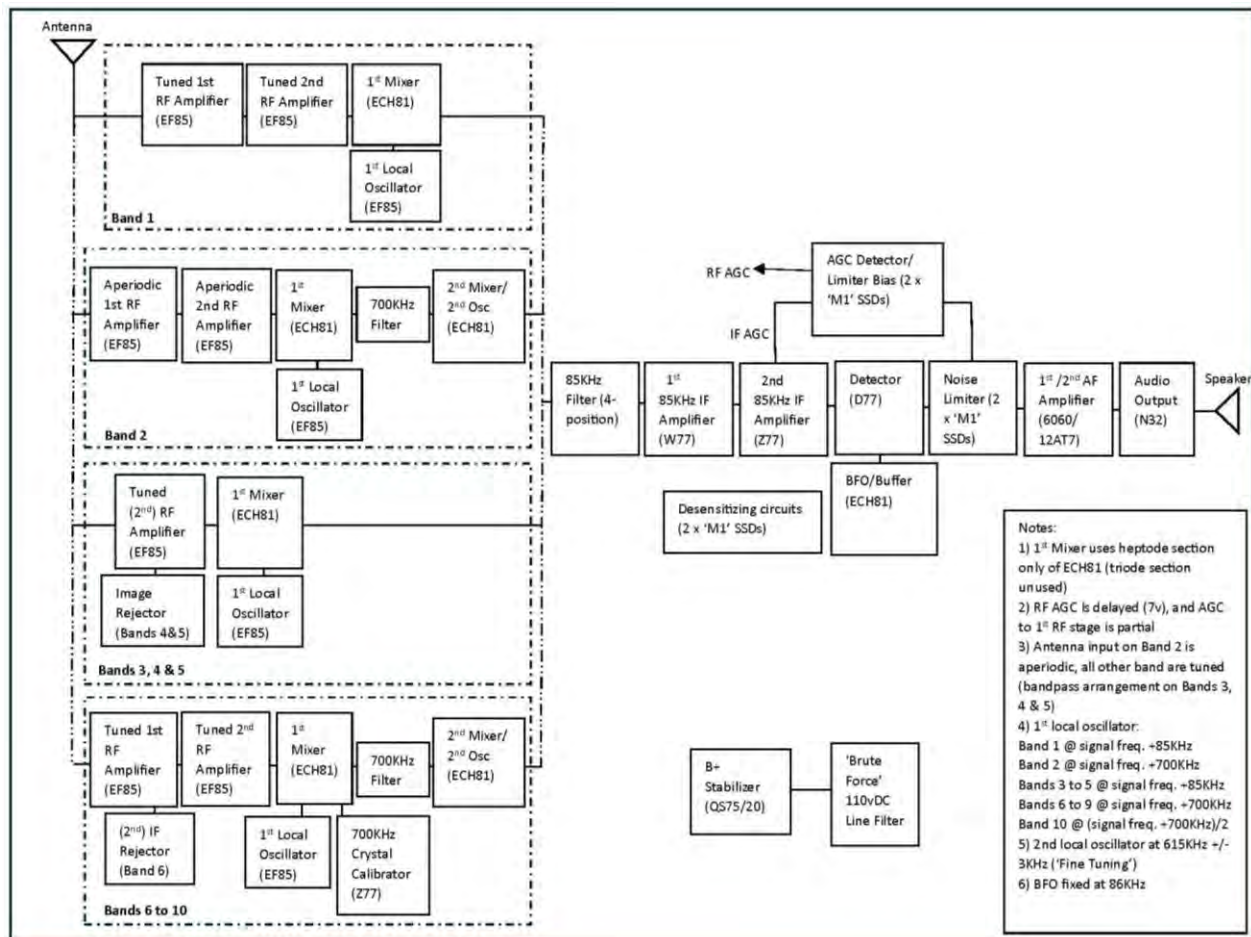 Antenna
Tuned 1st
RF Amplifier
(EF85)
Tuned 2nd
RF Amplifier
(EF85)
1st Mixer
(ECH81)
1st Local
Oscillator
(EF85)
Band 1
Aperiodic
1st RF
Amplifier
(EF85)
Aperiodic
2nd RF
Amplifier
(EF85)
1st
Mixer
(ECH81)
700KHz
Filter
2nd Mixer/
2nd Osc
(ECH81)
1st Local
Oscillator
(EF85)
Band 2
Tuned
(2nd) RF
Amplifier
(EF85)
1st Mixer
(ECH81)
Image
Rejector
(Bands 4&5)
1st Local
Oscillator
(EF85)
Bands 3, 4 & 5
Tuned 1st
RF
Amplifier
(EF85)
Tuned 2nd
RF
Amplifier
(EF85)
1st
Mixer
(ECH81)
700KHz
Filter
2nd Mixer/
2nd Osc
(ECH81)
(2nd) IF
Rejector
(Band 6)
1st Local
Oscillator
(EF85)
700KHz
Crystal
Calibrator
(Z77)
Bands 6 to 10
RF AGC
AGC Detector/
Limiter Bias (2
x 'M1' SSDs)
IF AGC
85KHz
Filter (4-
position)
1st
85KHz IF
Amplifier
(W77)
2nd
85KHz IF
Amplifier
(Z77)
Detector
(D77)
Noise
Limiter (2
x 'M1'
SSDs)
1st /2nd AF
Amplifier
(6060/
12AT7)
Audio
Output
(N32)
Speaker
Desensitizing circuits
(2 x 'M1' SSDs)
BFO/Buffer
(ECH81)
B+
Stabilizer
(QS75/20)
'Brute
Force'
110vDC
Line Filter
Notes:
1) 1st Mixer uses heptode section
only of ECH81 (triode section
unused)
2) RF AGC is delayed (7v), and AGC
to 1st RF stage is partial
3) Antenna input on Band 2 is
aperiodic, all other band are tuned
(bandpass arrangement on Bands 3,
4 & 5)
4) 1st local oscillator:
Band 1 @ signal freq. +85KHz
Band 2 @ signal freq. +700KHz
Bands 3 to 5 @ signal freq. +85KHz
Bands 6 to 9 @ signal freq. +700KHz
Band 10 @ (signal freq. +700KHz)/2
5) 2nd local oscillator at 615KHz +/-
3KHz ('Fine Tuning')
6) BFO fixed at 86KHz